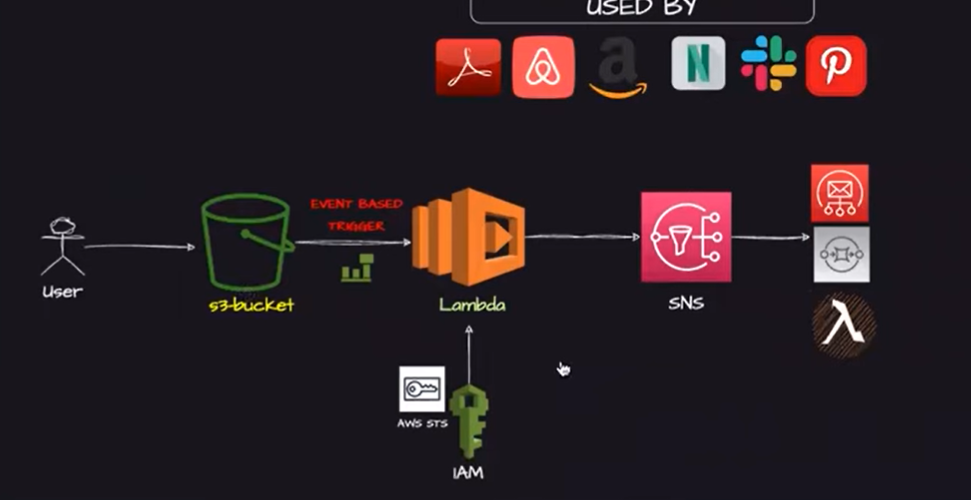 USED BY
EVENT BASED
TRIGGER
User
s3-bucket
Lambda
SNS
AWS STS
IAM